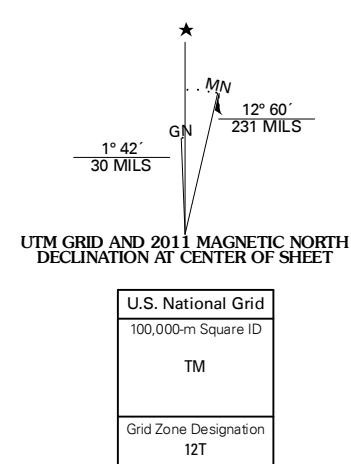 MN
12° 60´
231 MILS
GN
1° 42´
30 MILS
UTM GRID AND 2011 MAGNETIC NORTH
DECLINATION AT CENTER OF SHEET
U.S. National Grid
100,000-m Square ID
TM
Grid Zone Designation
12T